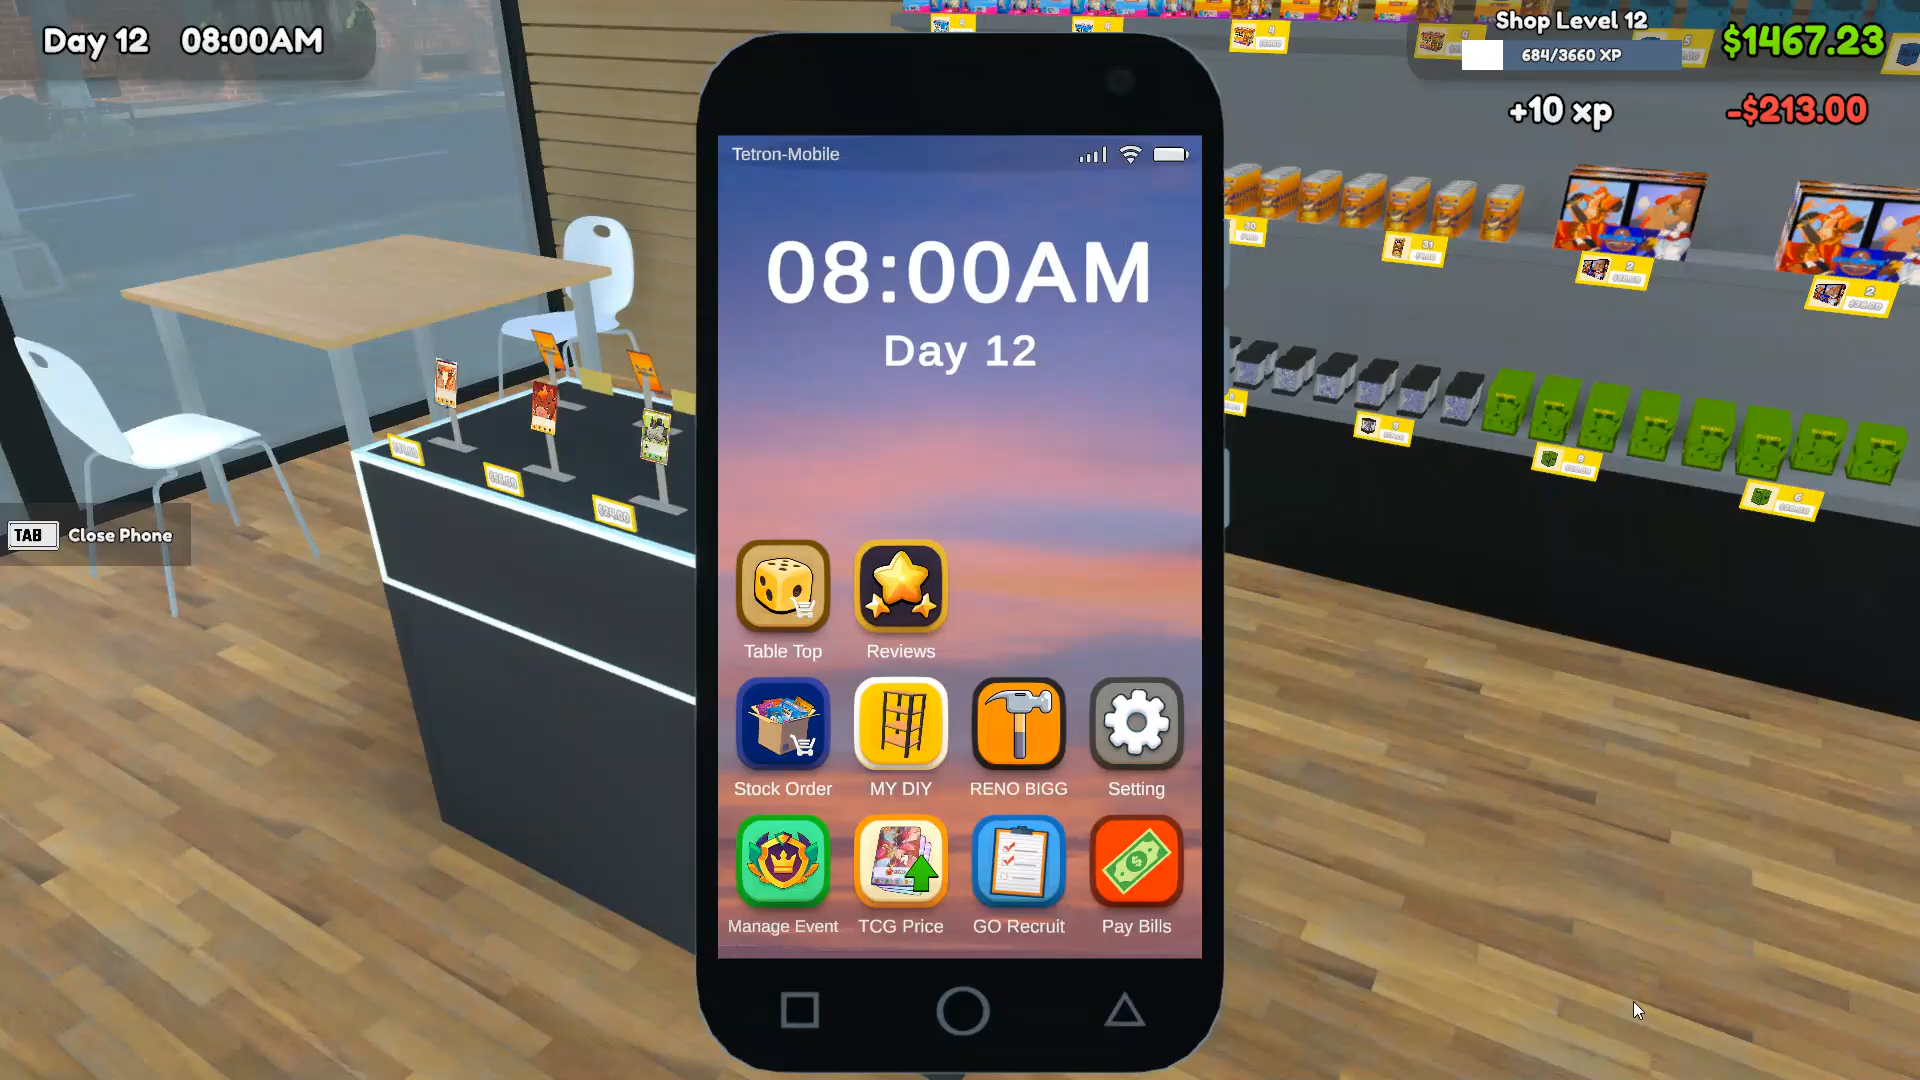 Day 12 08:00AM
Shop Level 12
684/3660 XP
$1467.23
+10 xp
-$213.00
Tetron-Mobile
08:00AM
Day 12
TAB Close Phone
Table Top
Reviews
Stock Order
MY DIY
RENO BIGG
Setting
Manage Event
TCG Price
GO Recruit
Pay Bills
$24.00